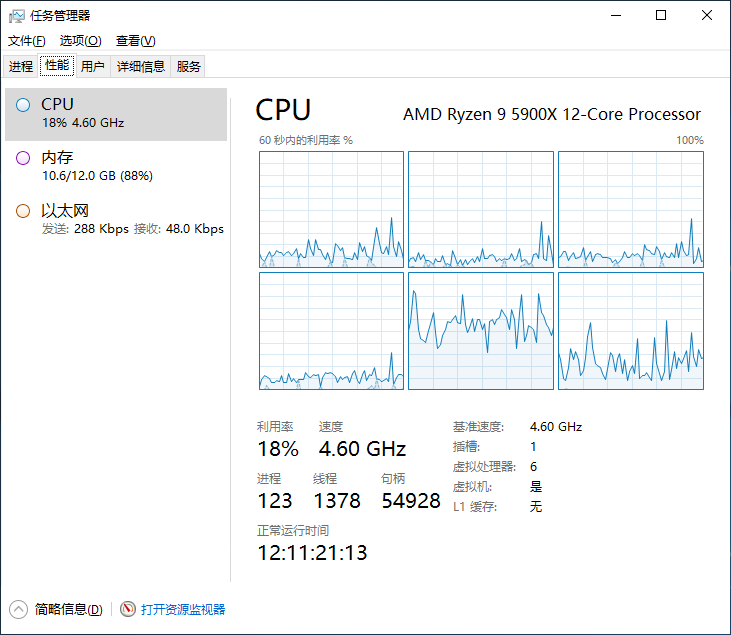 任务管理器
文件(F) 选项(O) 查看(V)
进程 性能 用户 详细信息 服务
CPU
18% 4.60 GHz
内存
10.6/12.0 GB (88%)
以太网
发送: 288 Kbps 接收: 48.0 Kbps
CPU AMD Ryzen 9 5900X 12-Core Processor
60 秒内的利用率 % 100%
利用率 速度
18% 4.60 GHz
进程 线程 句柄
123 1378 54928
正常运行时间
12:11:21:13
基准速度: 4.60 GHz
插槽: 1
虚拟处理器: 6
虚拟机: 是
L1 缓存: 无
简略信息(D) 打开资源监视器